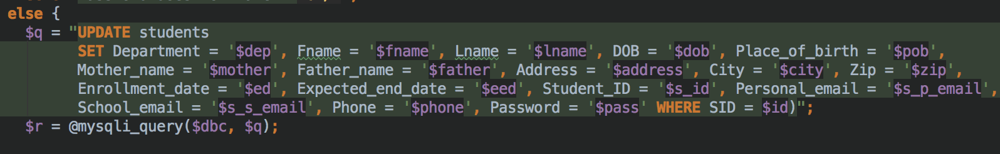 else {
$q = "UPDATE students
SET Department = '$dep', Fname = '$fname', Lname = '$lname', DOB = '$dob', Place_of_birth = '$pob',
Mother_name = '$mother', Father_name = '$father', Address = '$address', City = '$city', Zip = '$zip',
Enrollment_date = '$ed', Expected_end_date = '$eed', Student_ID = '$s_id', Personal_email = '$s_p_email',
School_email = '$s_s_email', Phone = '$phone', Password = '$pass' WHERE SID = $id)";
$r = @mysqli_query($dbc, $q);